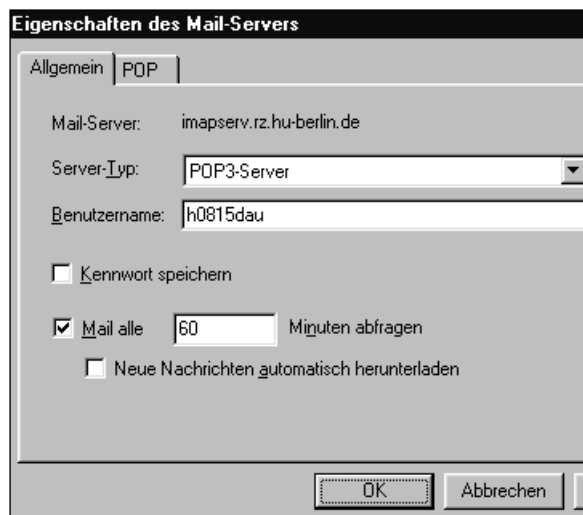 Eigenschaften des Mail-Servers
Allgemein POP
Mail-Server: imapserv.rz.hu-berlin.de
Server-Typ: POP3-Server
Benutzername: h0815dau
Kennwort speichern
Mail alle 60 Minuten abfragen
Neue Nachrichten automatisch herunterladen
OK Abbrechen